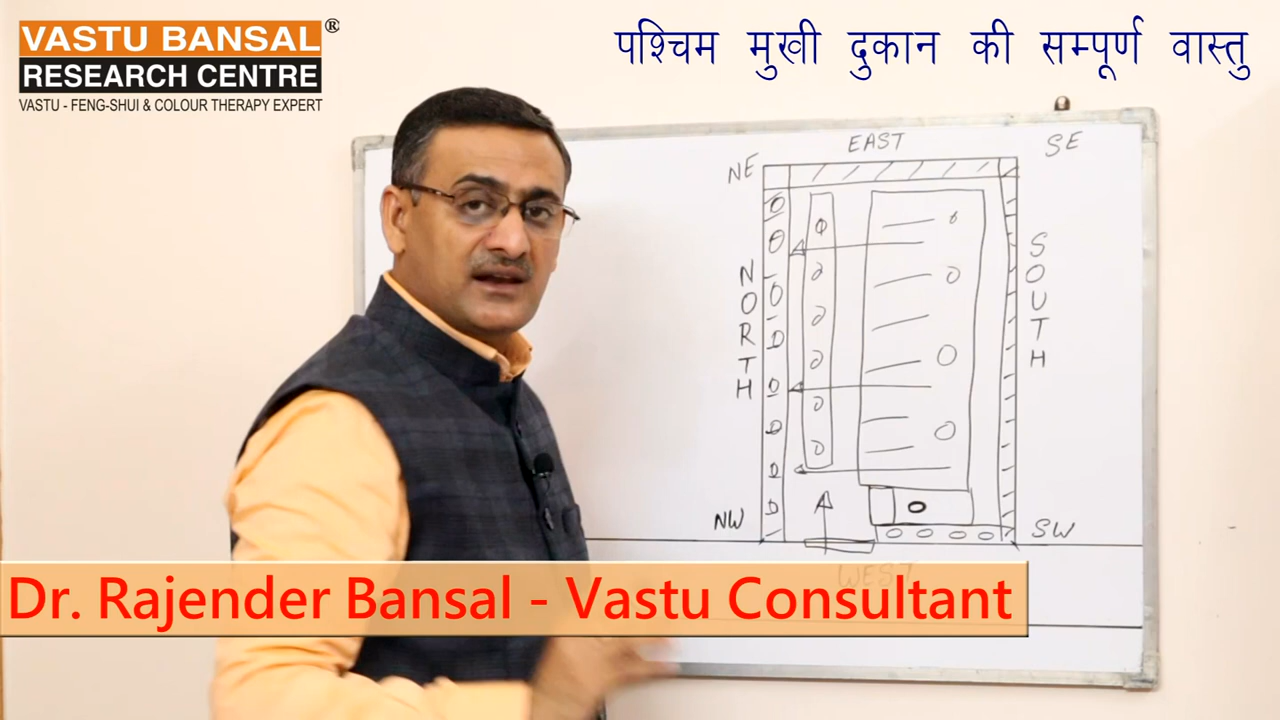 VASTU BANSAL®
RESEARCH CENTRE
VASTU - FENG-SHUI & COLOUR THERAPY EXPERT
पश्चिम मुखी दुकान की सम्पूर्ण वास्तु
EAST
NE
SE
NORTH
SOUTH
NW
SW
WEST
Dr. Rajender Bansal - Vastu Consultant